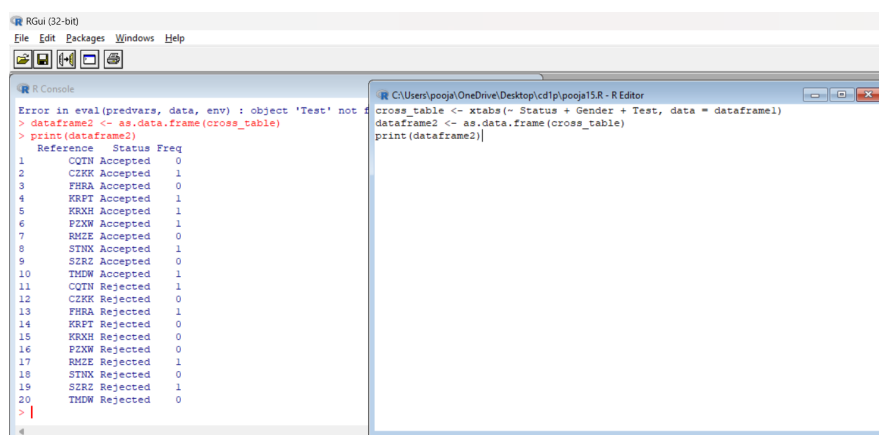 RGui (32-bit)
File Edit Packages Windows Help
R Console
Error in eval(predvars, data, env) : object 'Test' not f
> dataframe2 <- as.data.frame(cross_table)
> print(dataframe2)
Reference Status Freq
1 CQTN Accepted 0
2 CZKK Accepted 1
3 FHRA Accepted 0
4 KRPT Accepted 1
5 KRXH Accepted 1
6 PZXW Accepted 1
7 RMZE Accepted 0
8 STNX Accepted 1
9 SZRZ Accepted 0
10 TMDW Accepted 1
11 CQTN Rejected 1
12 CZKK Rejected 0
13 FHRA Rejected 1
14 KRPT Rejected 0
15 KRXH Rejected 0
16 PZXW Rejected 0
17 RMZE Rejected 1
18 STNX Rejected 0
19 SZRZ Rejected 1
20 TMDW Rejected 0
>
C:\Users\pooja\OneDrive\Desktop\cd1p\pooja15.R - R Editor
cross_table <- xtabs(~ Status + Gender + Test, data = dataframe1)
dataframe2 <- as.data.frame(cross_table)
print(dataframe2)